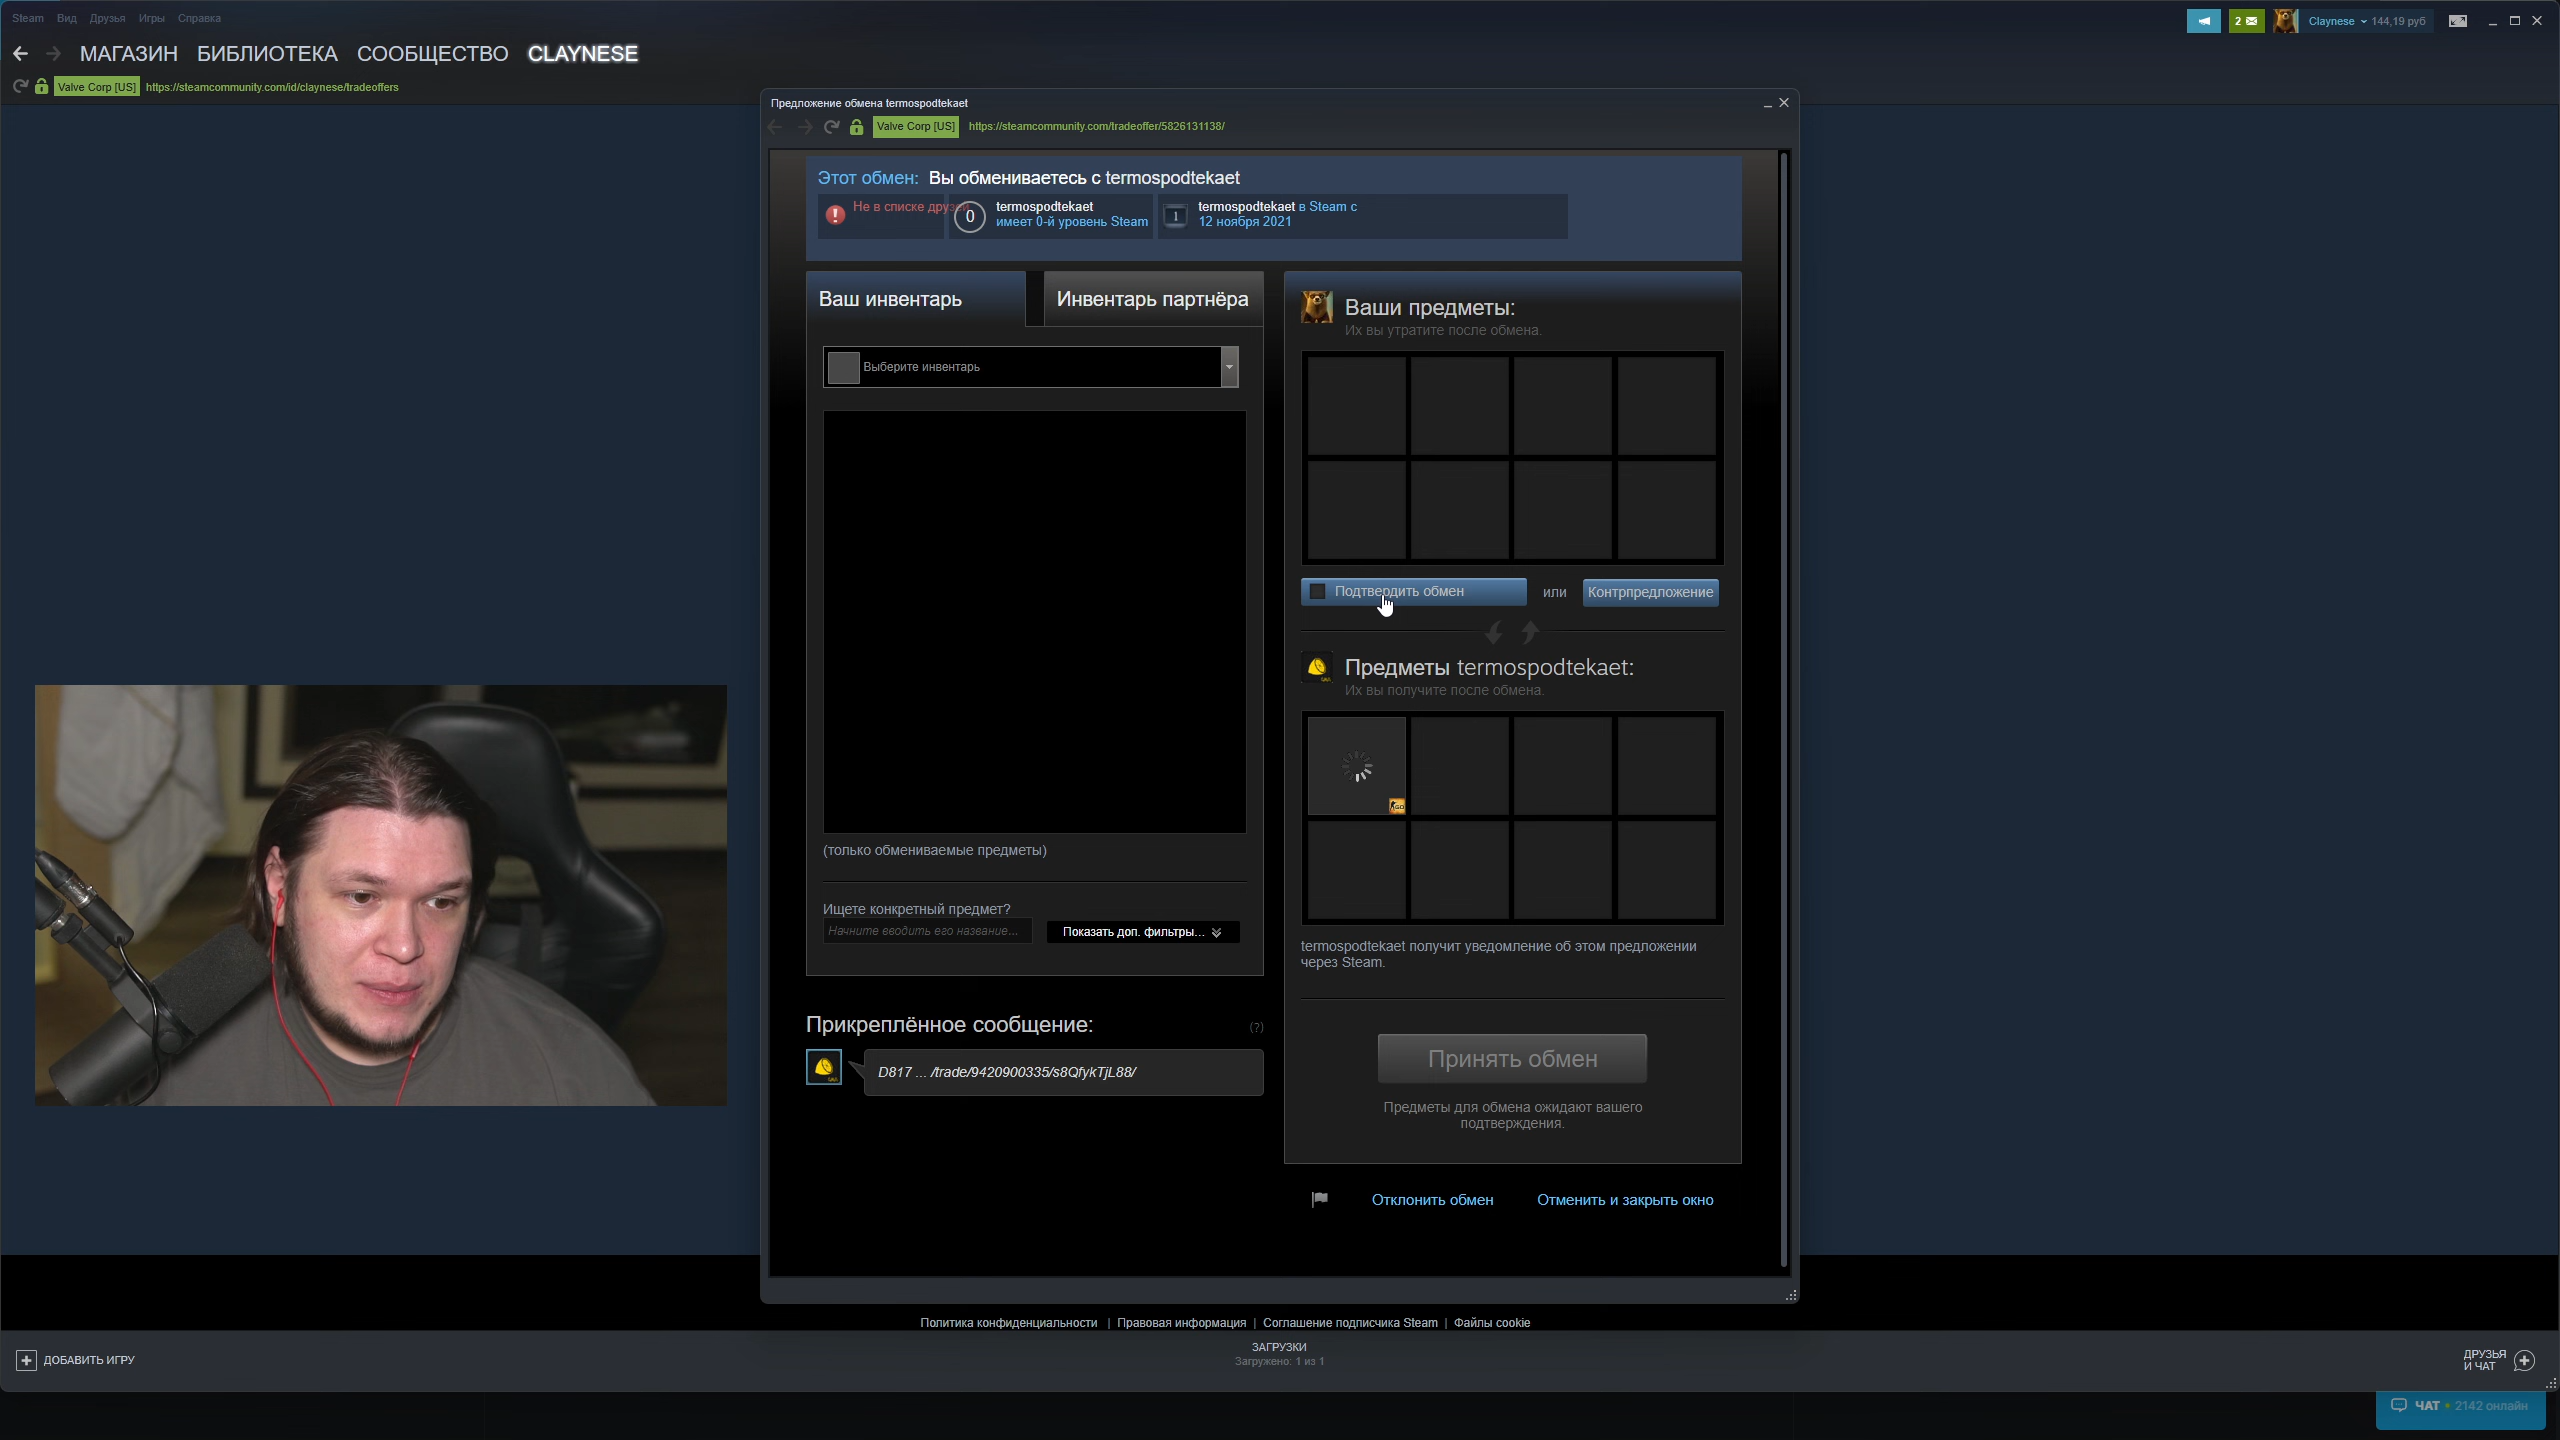 Steam Вид Друзья Игры Справка
2
Claynese 144,19 руб
МАГАЗИН БИБЛИОТЕКА СООБЩЕСТВО CLAYNESE
Valve Corp [US] https://steamcommunity.com/id/claynese/tradeoffers
Предложение обмена termospodtekaet
Valve Corp [US] https://steamcommunity.com/tradeoffer/5826131138/
Этот обмен: Вы обмениваетесь с termospodtekaet
Не в списке друзей
0
termospodtekaet
имеет 0-й уровень Steam
1
termospodtekaet в Steam с
12 ноября 2021
Ваш инвентарь
Инвентарь партнёра
Выберите инвентарь
(только обмениваемые предметы)
Ищете конкретный предмет?
Начните вводить его название...
Показать доп. фильтры...
Прикреплённое сообщение:
(?)
D817 ... /trade/9420900335/s8QfykTjL88/
Ваши предметы:
Их вы утратите после обмена.
Подтвердить обмен
или
Контрпредложение
Предметы termospodtekaet:
Их вы получите после обмена.
GO
termospodtekaet получит уведомление об этом предложении
через Steam.
Принять обмен
Предметы для обмена ожидают вашего
подтверждения.
Отклонить обмен
Отменить и закрыть окно
Политика конфиденциальности | Правовая информация | Соглашение подписчика Steam | Файлы cookie
ДОБАВИТЬ ИГРУ
ЗАГРУЗКИ
Загружено: 1 из 1
ДРУЗЬЯ
И ЧАТ
ЧАТ • 2142 онлайн